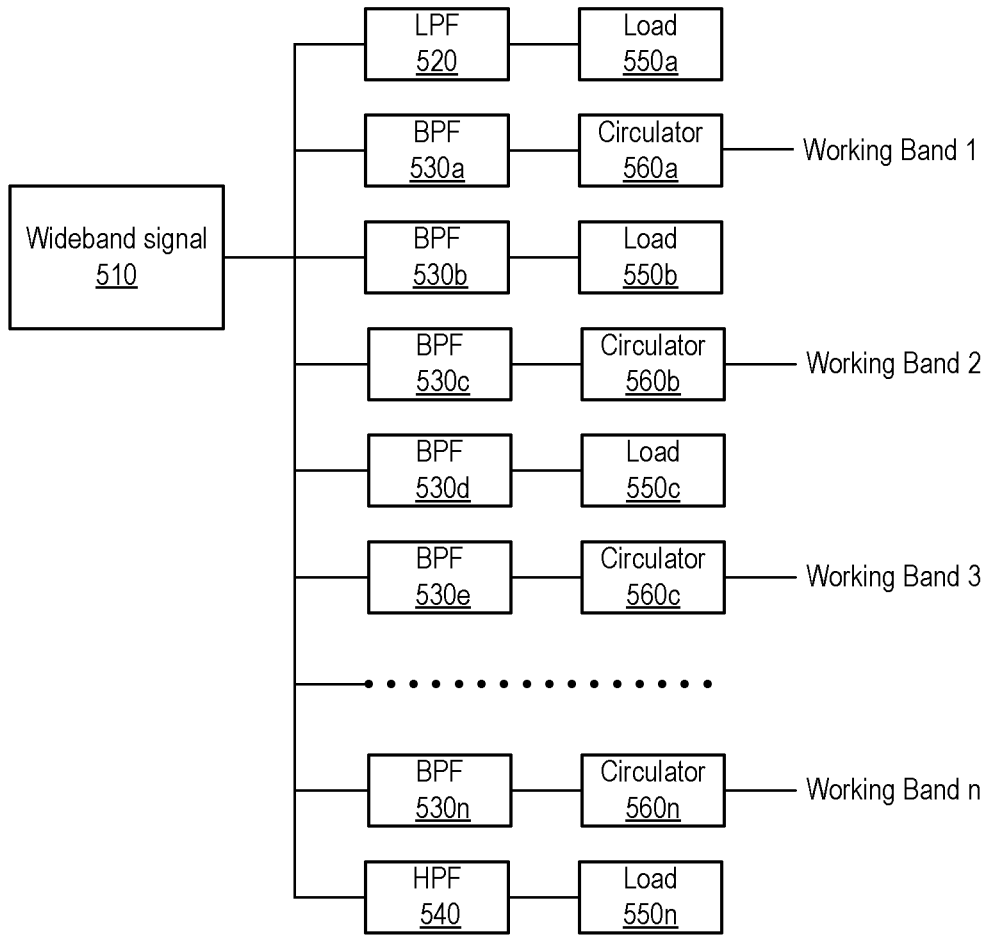 LPF
520
Load
550a
BPF
530a
Circulator
560a
Working Band 1
Wideband signal
510
BPF
530b
Load
550b
BPF
530c
Circulator
560b
Working Band 2
BPF
530d
Load
550c
BPF
530e
Circulator
560c
Working Band 3
BPF
530n
Circulator
560n
Working Band n
HPF
540
Load
550n